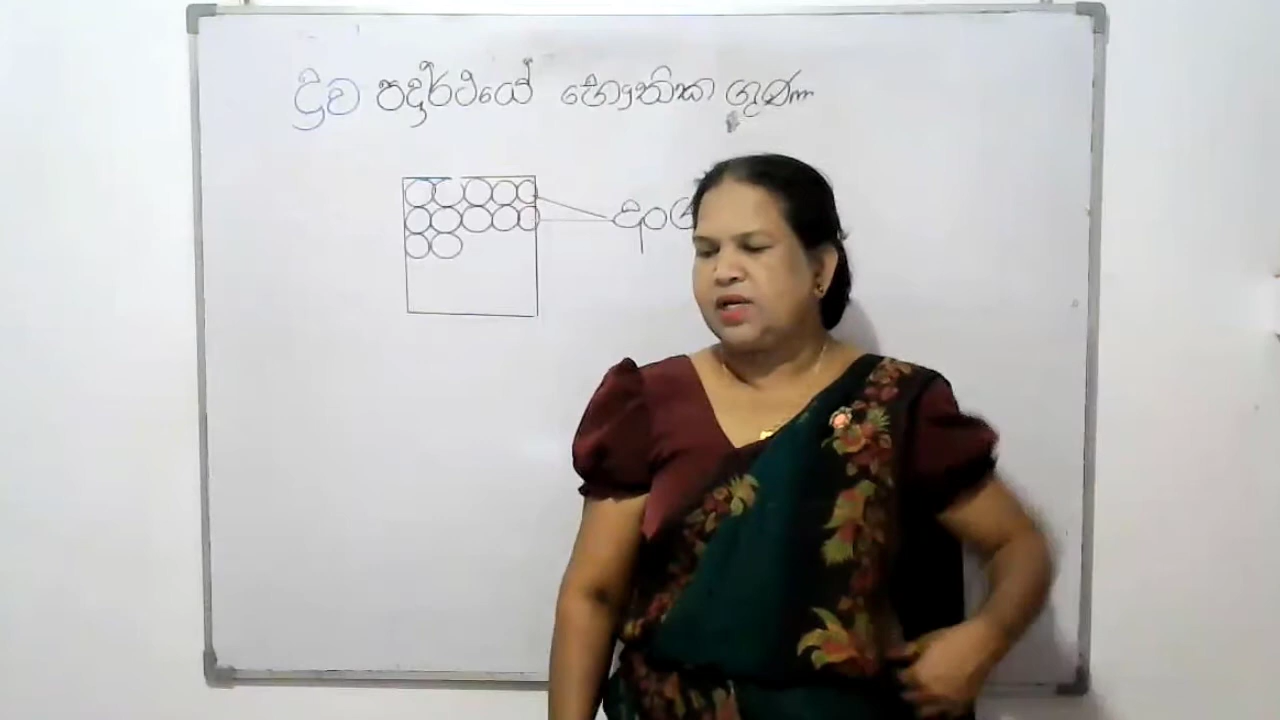 ද්‍රව පදාර්ථයේ භෞතික ගුණ